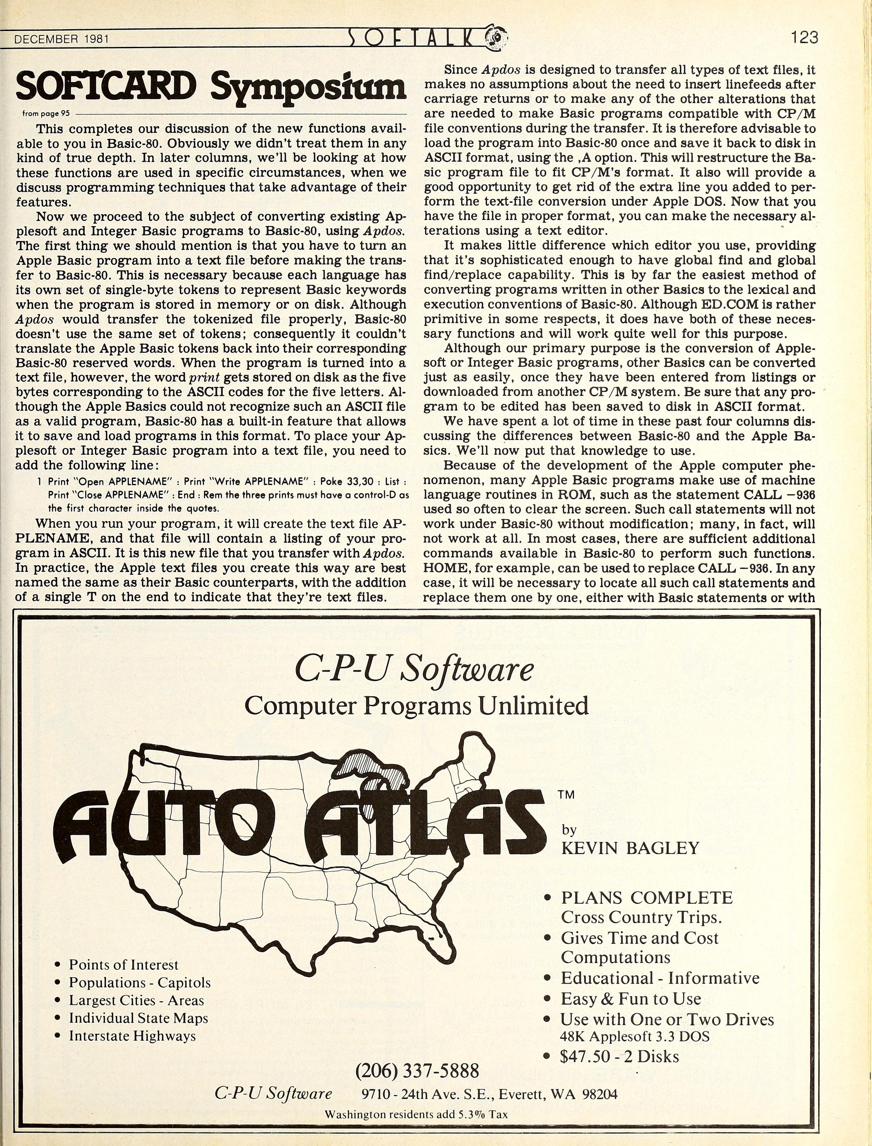 DECEMBER 1981
SOFTALK
123
SOFTCARD Symposium
from page 95
This completes our discussion of the new functions avail-
able to you in Basic-80. Obviously we didn't treat them in any
kind of true depth. In later columns, we'll be looking at how
these functions are used in specific circumstances, when we
discuss programming techniques that take advantage of their
features.
Now we proceed to the subject of converting existing Ap-
plesoft and Integer Basic programs to Basic-80, using Apdos.
The first thing we should mention is that you have to turn an
Apple Basic program into a text file before making the trans-
fer to Basic-80. This is necessary because each language has
its own set of single-byte tokens to represent Basic keywords
when the program is stored in memory or on disk. Although
Apdos would transfer the tokenized file properly, Basic-80
doesn't use the same set of tokens; consequently it couldn't
translate the Apple Basic tokens back into their corresponding
Basic-80 reserved words. When the program is turned into a
text file, however, the word print gets stored on disk as the five
bytes corresponding to the ASCII codes for the five letters. Al-
though the Apple Basics could not recognize such an ASCII file
as a valid program, Basic-80 has a built-in feature that allows
it to save and load programs in this format. To place your Ap-
plesoft or Integer Basic program into a text file, you need to
add the following line:
1 Print "Open APPLENAME" : Print "Write APPLENAME" : Poke 33,30 : List :
Print "Close APPLENAME" : End : Rem the three prints must have a control-D as
the first character inside the quotes.
When you run your program, it will create the text file AP-
PLENAME, and that file will contain a listing of your pro-
gram in ASCII. It is this new file that you transfer with Apdos.
In practice, the Apple text files you create this way are best
named the same as their Basic counterparts, with the addition
of a single T on the end to indicate that they're text files.
Since Apdos is designed to transfer all types of text files, it
makes no assumptions about the need to insert linefeeds after
carriage returns or to make any of the other alterations that
are needed to make Basic programs compatible with CP/M
file conventions during the transfer. It is therefore advisable to
load the program into Basic-80 once and save it back to disk in
ASCII format, using the ,A option. This will restructure the Ba-
sic program file to fit CP/M's format. It also will provide a
good opportunity to get rid of the extra line you added to per-
form the text-file conversion under Apple DOS. Now that you
have the file in proper format, you can make the necessary al-
terations using a text editor.
It makes little difference which editor you use, providing
that it's sophisticated enough to have global find and global
find/replace capability. This is by far the easiest method of
converting programs written in other Basics to the lexical and
execution conventions of Basic-80. Although ED.COM is rather
primitive in some respects, it does have both of these neces-
sary functions and will work quite well for this purpose.
Although our primary purpose is the conversion of Apple-
soft or Integer Basic programs, other Basics can be converted
just as easily, once they have been entered from listings or
downloaded from another CP/M system. Be sure that any pro-
gram to be edited has been saved to disk in ASCII format.
We have spent a lot of time in these past four columns dis-
cussing the differences between Basic-80 and the Apple Ba-
sics. We'll now put that knowledge to use.
Because of the development of the Apple computer phe-
nomenon, many Apple Basic programs make use of machine
language routines in ROM, such as the statement CALL −936
used so often to clear the screen. Such call statements will not
work under Basic-80 without modification; many, in fact, will
not work at all. In most cases, there are sufficient additional
commands available in Basic-80 to perform such functions.
HOME, for example, can be used to replace CALL −936. In any
case, it will be necessary to locate all such call statements and
replace them one by one, either with Basic statements or with
C-P-U Software
Computer Programs Unlimited
AUTO ATLAS ™
by
KEVIN BAGLEY
• Points of Interest
• Populations - Capitols
• Largest Cities - Areas
• Individual State Maps
• Interstate Highways
• PLANS COMPLETE
Cross Country Trips.
• Gives Time and Cost
Computations
• Educational - Informative
• Easy & Fun to Use
• Use with One or Two Drives
48K Applesoft 3.3 DOS
• $47.50 - 2 Disks
(206) 337-5888
C-P-U Software 9710 - 24th Ave. S.E., Everett, WA 98204
Washington residents add 5.3% Tax